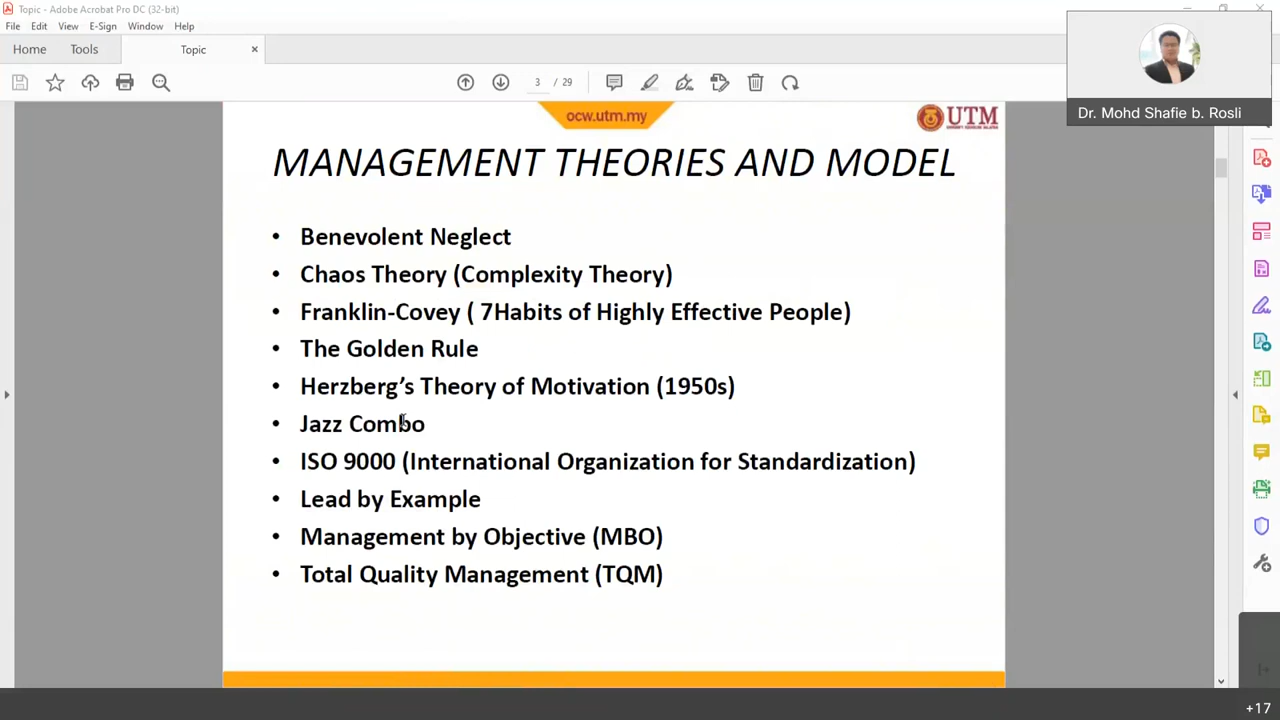 Topic - Adobe Acrobat Pro DC (32-bit)
File Edit View E-Sign Window Help
Home Tools Topic
3 / 29
Dr. Mohd Shafie b. Rosli
ocw.utm.my
UTM
MANAGEMENT THEORIES AND MODEL
• Benevolent Neglect
• Chaos Theory (Complexity Theory)
• Franklin-Covey ( 7Habits of Highly Effective People)
• The Golden Rule
• Herzberg’s Theory of Motivation (1950s)
• Jazz Combo
• ISO 9000 (International Organization for Standardization)
• Lead by Example
• Management by Objective (MBO)
• Total Quality Management (TQM)
+17